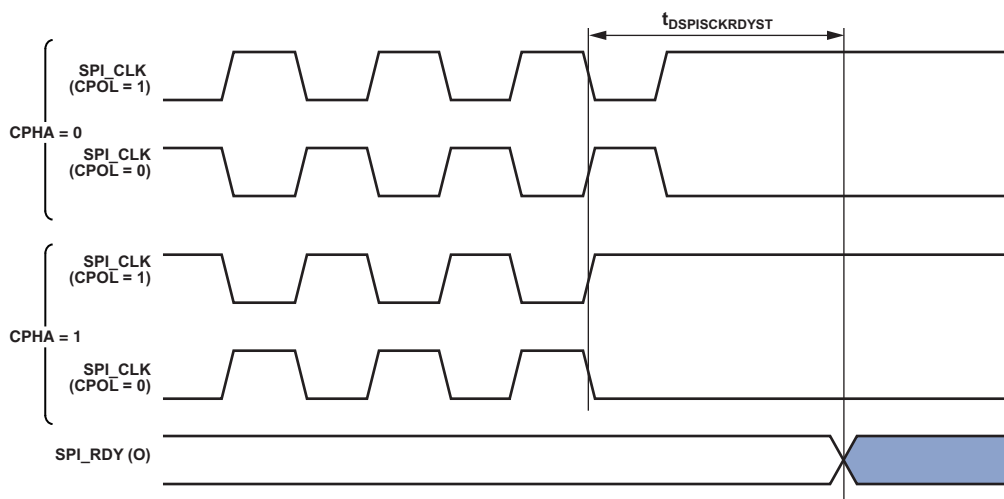 tDSPISCKRDYST
SPI_CLK
(CPOL = 1)
CPHA = 0
SPI_CLK
(CPOL = 0)
SPI_CLK
(CPOL = 1)
CPHA = 1
SPI_CLK
(CPOL = 0)
SPI_RDY (O)